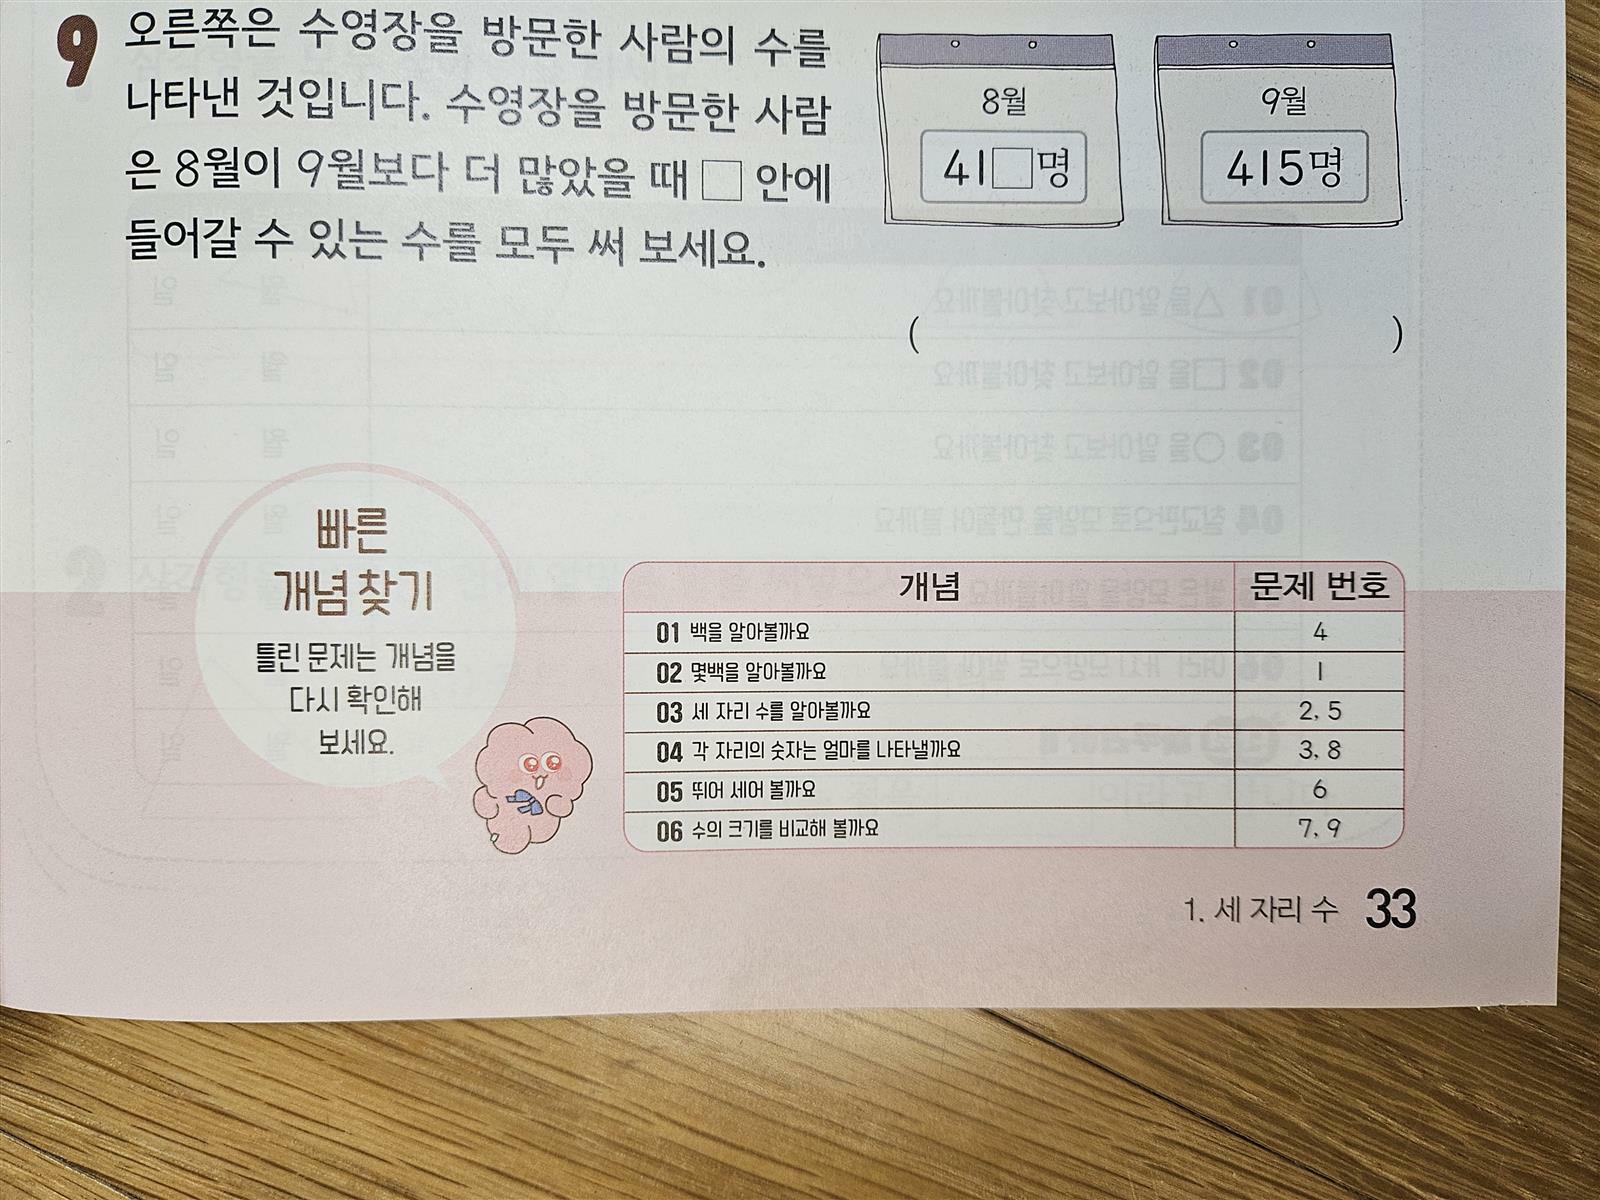 9 오른쪽은 수영장을 방문한 사람의 수를
나타낸 것입니다. 수영장을 방문한 사람
은 8월이 9월보다 더 많았을 때 □ 안에
들어갈 수 있는 수를 모두 써 보세요.
8월
41□명
9월
415명
( )
빠른
개념 찾기
틀린 문제는 개념을
다시 확인해
보세요.
개념 문제 번호
01 백을 알아볼까요 4
02 몇백을 알아볼까요 1
03 세 자리 수를 알아볼까요 2, 5
04 각 자리의 숫자는 얼마를 나타낼까요 3, 8
05 뛰어 세어 볼까요 6
06 수의 크기를 비교해 볼까요 7, 9
1. 세 자리 수 33